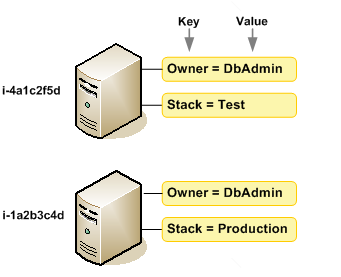 Key Value
Owner = DbAdmin
i-4a1c2f5d
Stack = Test
Owner = DbAdmin
i-1a2b3c4d
Stack = Production